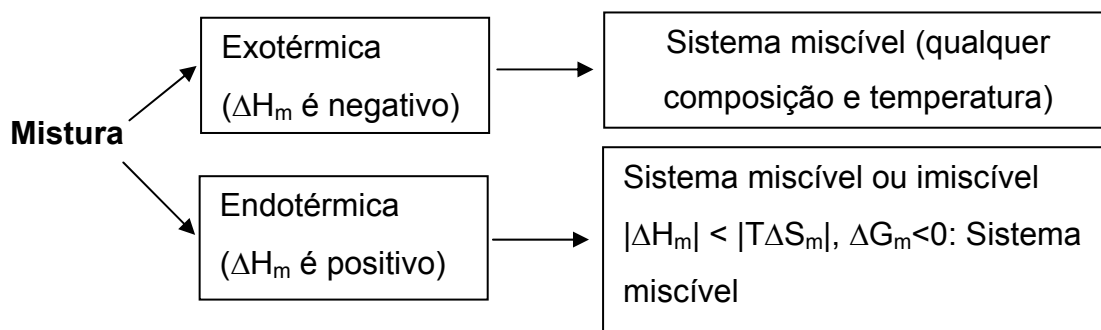 Exotérmica
(ΔHm é negativo)
Sistema miscível (qualquer
composição e temperatura)
Mistura
Endotérmica
(ΔHm é positivo)
Sistema miscível ou imiscível
|ΔHm| < |TΔSm|, ΔGm<0: Sistema
miscível